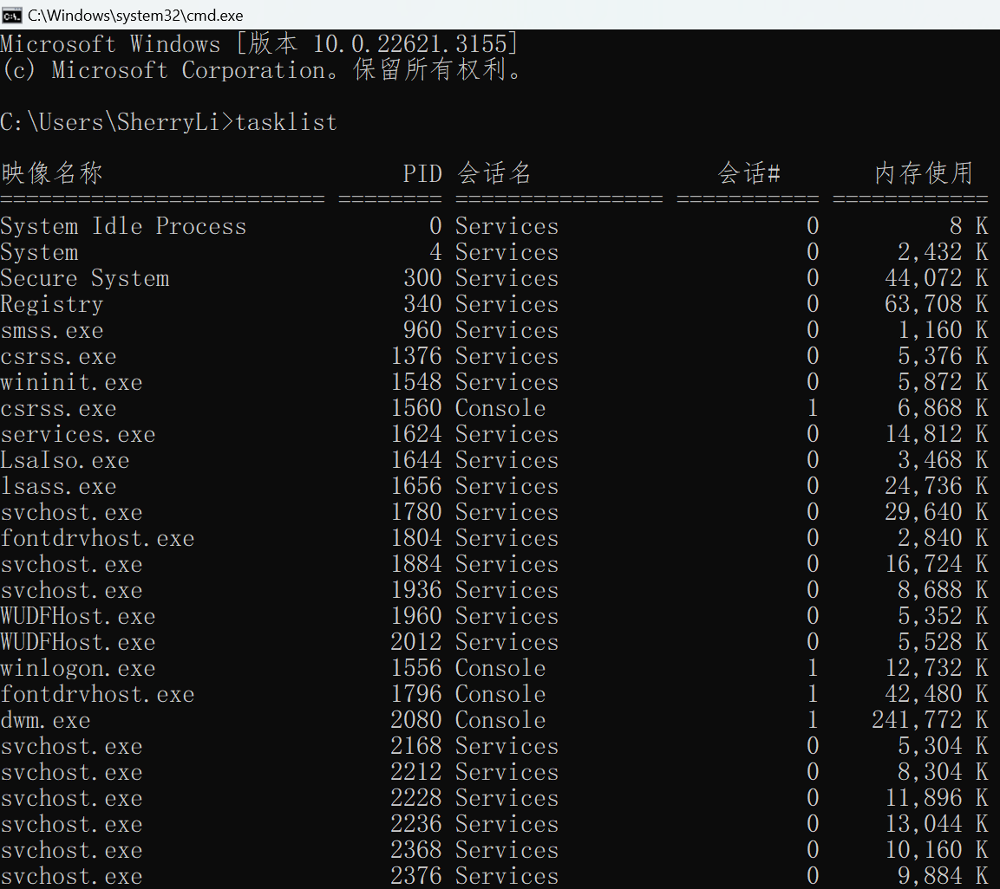 C:\Windows\system32\cmd.exe
Microsoft Windows [版本 10.0.22621.3155]
(c) Microsoft Corporation。保留所有权利。
C:\Users\SherryLi>tasklist
映像名称                       PID 会话名              会话#       内存使用
========================= ======== ================ =========== ============
System Idle Process              0 Services                   0          8 K
System                           4 Services                   0      2,432 K
Secure System                  300 Services                   0     44,072 K
Registry                       340 Services                   0     63,708 K
smss.exe                       960 Services                   0      1,160 K
csrss.exe                     1376 Services                   0      5,376 K
wininit.exe                   1548 Services                   0      5,872 K
csrss.exe                     1560 Console                    1      6,868 K
services.exe                  1624 Services                   0     14,812 K
LsaIso.exe                    1644 Services                   0      3,468 K
lsass.exe                     1656 Services                   0     24,736 K
svchost.exe                   1780 Services                   0     29,640 K
fontdrvhost.exe               1804 Services                   0      2,840 K
svchost.exe                   1884 Services                   0     16,724 K
svchost.exe                   1936 Services                   0      8,688 K
WUDFHost.exe                  1960 Services                   0      5,352 K
WUDFHost.exe                  2012 Services                   0      5,528 K
winlogon.exe                  1556 Console                    1     12,732 K
fontdrvhost.exe               1796 Console                    1     42,480 K
dwm.exe                       2080 Console                    1    241,772 K
svchost.exe                   2168 Services                   0      5,304 K
svchost.exe                   2212 Services                   0      8,304 K
svchost.exe                   2228 Services                   0     11,896 K
svchost.exe                   2236 Services                   0     13,044 K
svchost.exe                   2368 Services                   0     10,160 K
svchost.exe                   2376 Services                   0      9,884 K